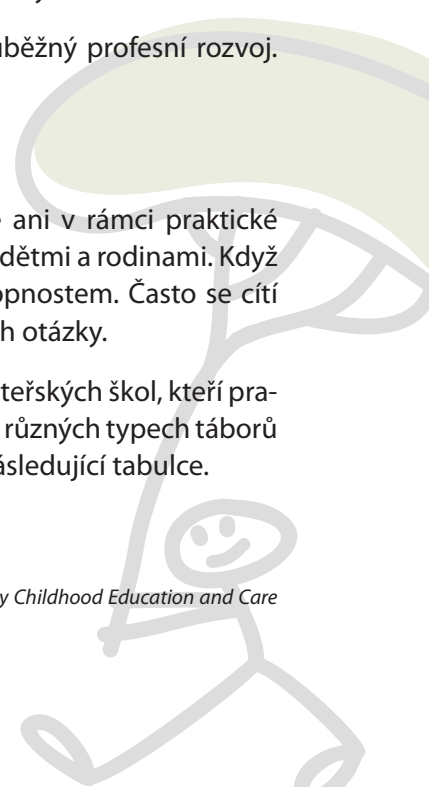 ůběžný profesní rozvoj.
ani v rámci praktické
dětmi a rodinami. Když
opnostem. Často se cítí
h otázky.
teřských škol, kteří pra-
různých typech táborů
ásledující tabulce.
y Childhood Education and Care